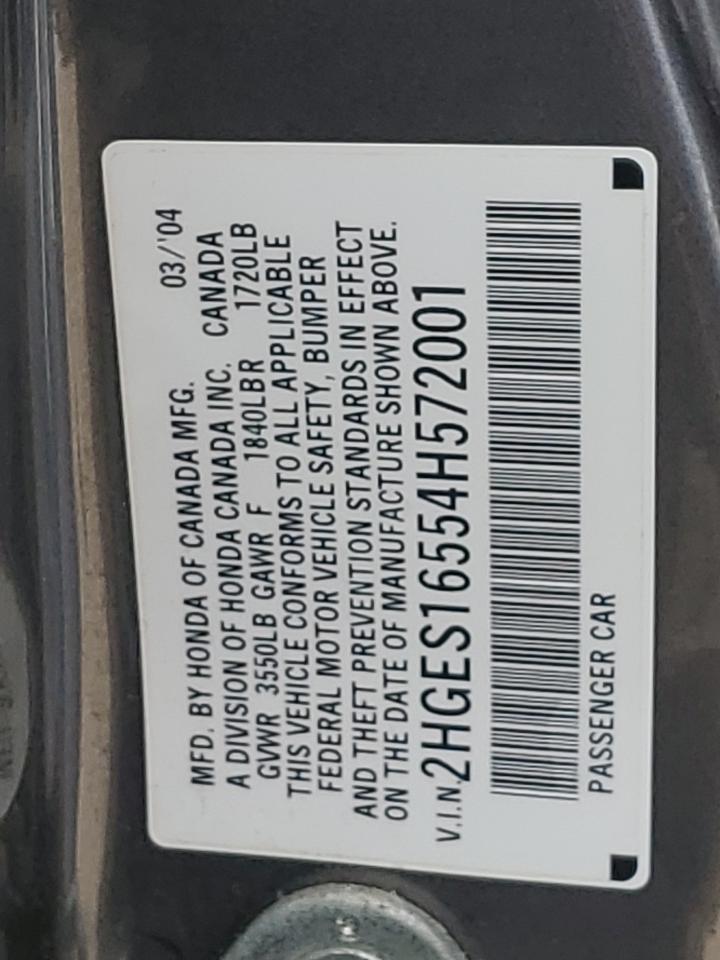 MFD. BY HONDA OF CANADA MFG. 03/'04
A DIVISION OF HONDA CANADA INC. CANADA
GVWR 3550LB GAWR F 1840LBR 1720LB
THIS VEHICLE CONFORMS TO ALL APPLICABLE
FEDERAL MOTOR VEHICLE SAFETY, BUMPER
AND THEFT PREVENTION STANDARDS IN EFFECT
ON THE DATE OF MANUFACTURE SHOWN ABOVE.
V.I.N. 2HGES16554H572001
PASSENGER CAR